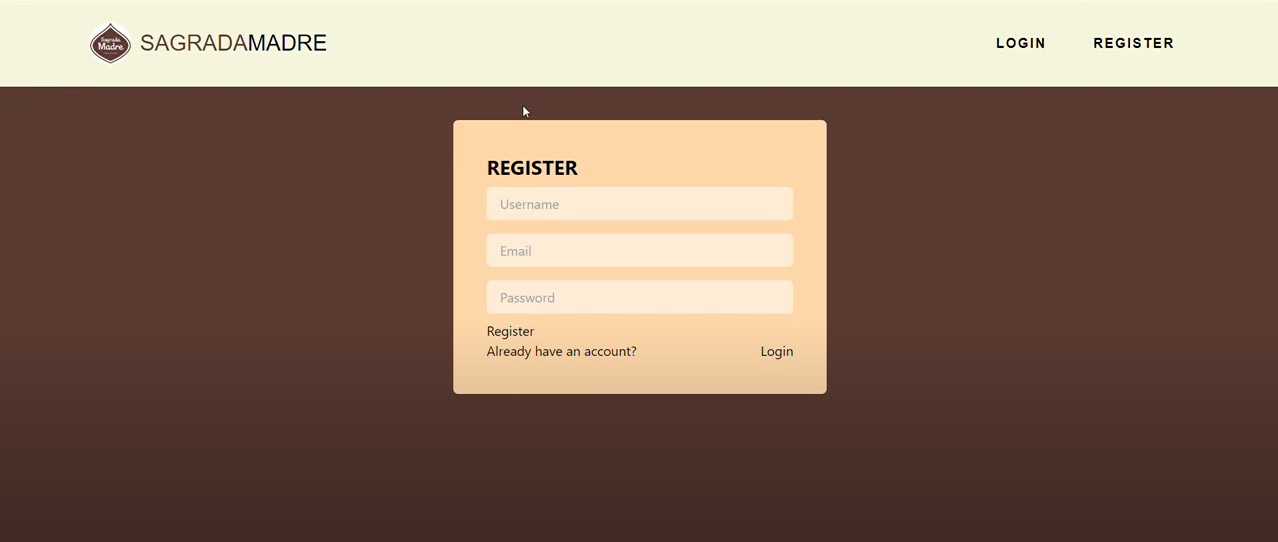 Sagrada
Madre
SAGRADAMADRE
LOGIN
REGISTER
REGISTER
Username
Email
Password
Register
Already have an account?
Login